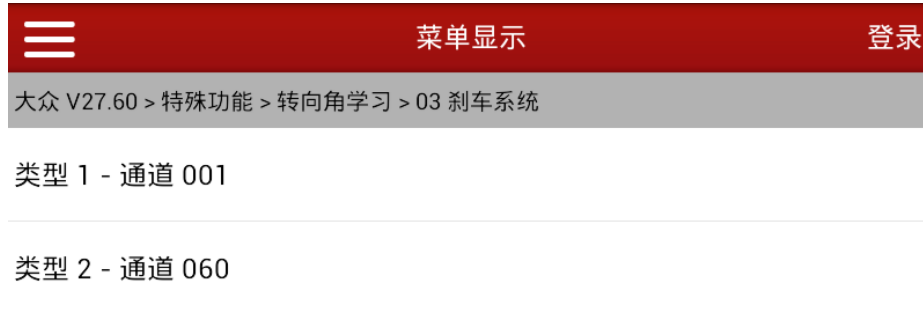 菜单显示 登录
大众 V27.60 > 特殊功能 > 转向角学习 > 03 刹车系统
类型 1 - 通道 001
类型 2 - 通道 060